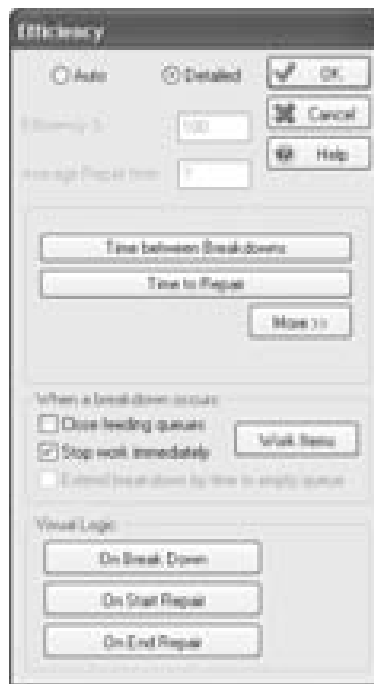 Efficiency
Auto
Detailed
OK
Cancel
Help
Efficiency %
100
Average Repair time
Time between Breakdowns
Time to Repair
More >>
When a breakdown occurs
Close feeding queues
Stop work immediately
Work Items
Extend breakdown by time to empty queue
Visual Logic
On Break Down
On Start Repair
On End Repair